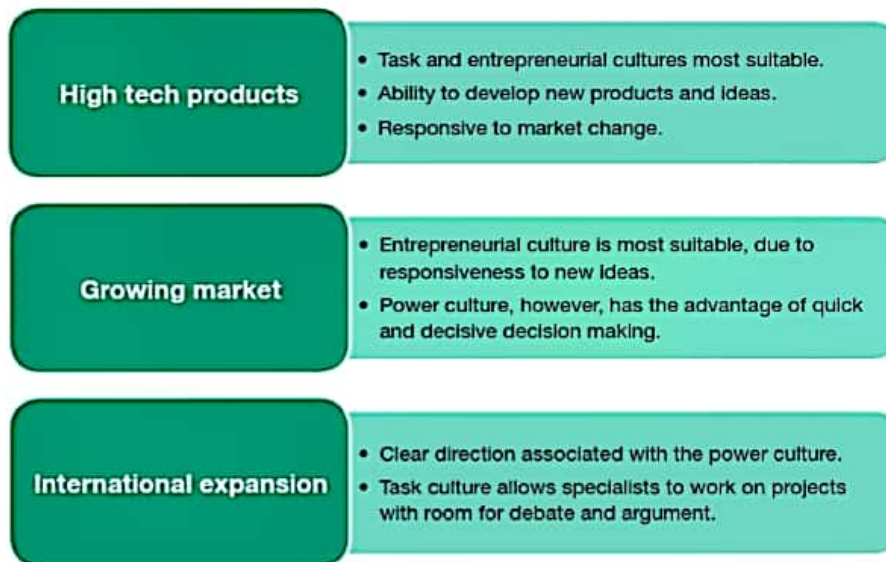 High tech products
• Task and entrepreneurial cultures most suitable.
• Ability to develop new products and ideas.
• Responsive to market change.
Growing market
• Entrepreneurial culture is most suitable, due to
responsiveness to new ideas.
• Power culture, however, has the advantage of quick
and decisive decision making.
International expansion
• Clear direction associated with the power culture.
• Task culture allows specialists to work on projects
with room for debate and argument.